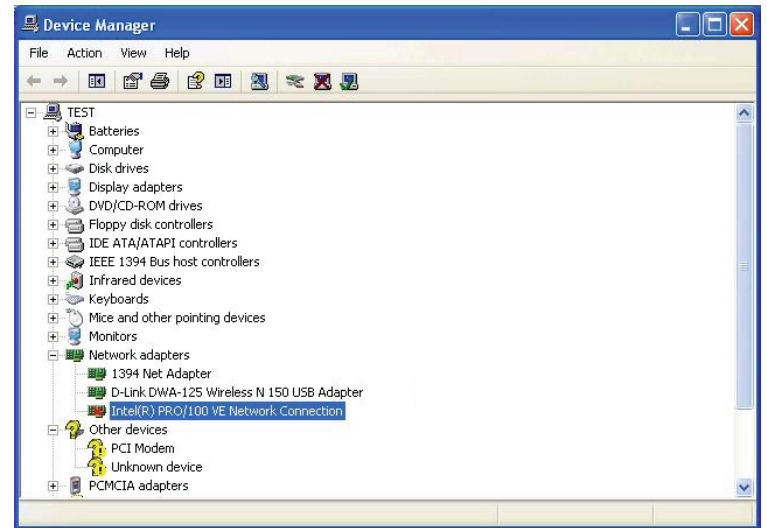 Device Manager
File Action View Help
TEST
Batteries
Computer
Disk drives
Display adapters
DVD/CD-ROM drives
Floppy disk controllers
IDE ATA/ATAPI controllers
IEEE 1394 Bus host controllers
Infrared devices
Keyboards
Mice and other pointing devices
Monitors
Network adapters
1394 Net Adapter
D-Link DWA-125 Wireless N 150 USB Adapter
Intel(R) PRO/100 VE Network Connection
Other devices
PCI Modem
Unknown device
PCMCIA adapters